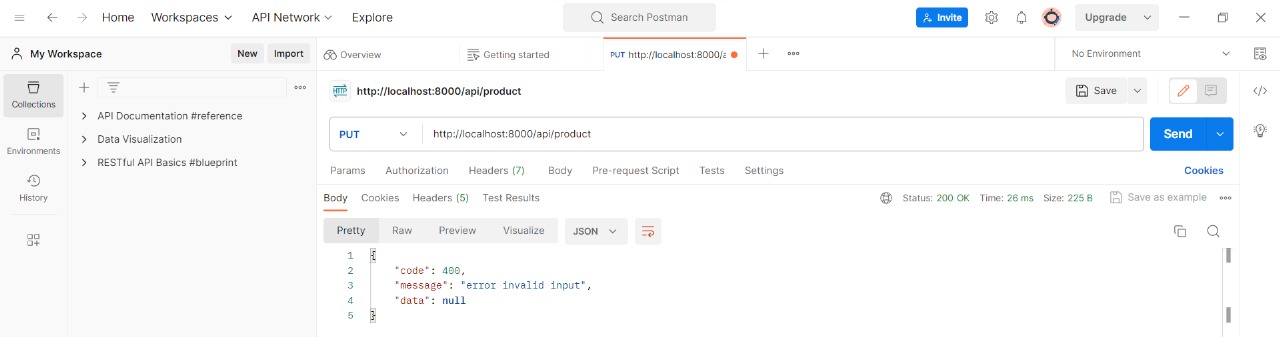 Home Workspaces API Network Explore Search Postman Invite Upgrade
My Workspace New Import Overview Getting started PUT http://localhost:8000/a No Environment
Collections
Environments
History
API Documentation #reference
Data Visualization
RESTful API Basics #blueprint
HTTP http://localhost:8000/api/product Save
PUT http://localhost:8000/api/product Send
Params Authorization Headers (7) Body Pre-request Script Tests Settings Cookies
Body Cookies Headers (5) Test Results Status: 200 OK Time: 26 ms Size: 225 B Save as example
Pretty Raw Preview Visualize JSON
1 {
2 "code": 400,
3 "message": "error invalid input",
4 "data": null
5 }